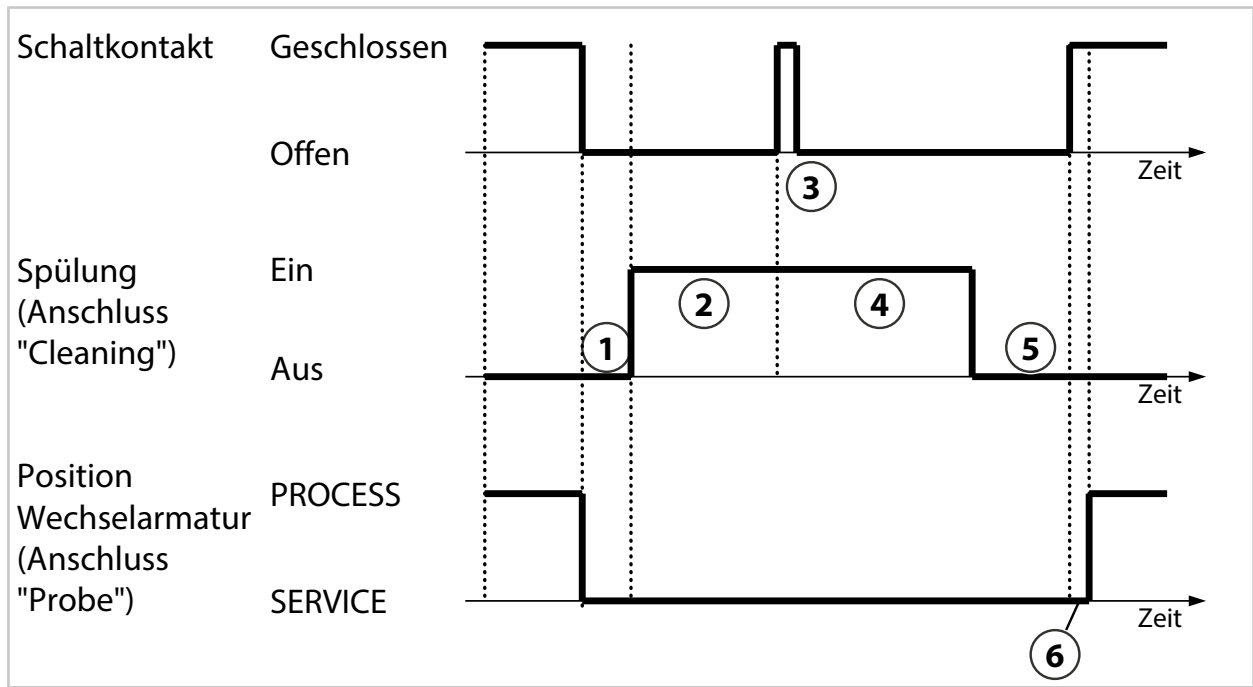 Schaltkontakt
Geschlossen
Offen
Zeit
3
Spülung
(Anschluss
"Cleaning")
Ein
Aus
1
2
4
5
Zeit
Position
Wechselarmatur
(Anschluss
"Probe")
PROCESS
SERVICE
Zeit
6